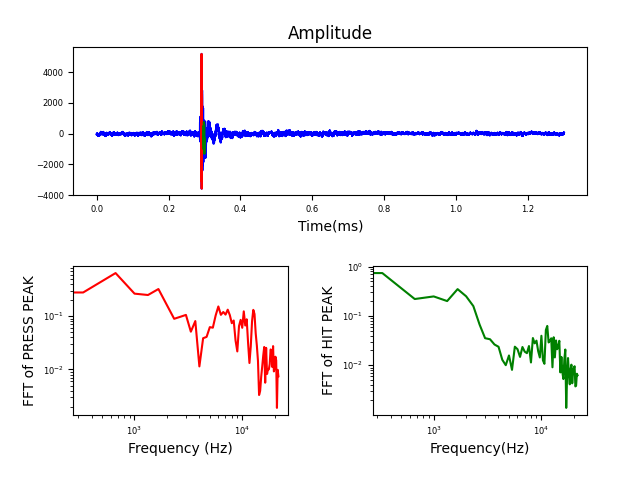 Amplitude
4000
2000
0
−2000
−4000
0.0 0.2 0.4 0.6 0.8 1.0 1.2
Time(ms)
FFT of PRESS PEAK
10⁻¹
10⁻²
10³ 10⁴
Frequency (Hz)
FFT of HIT PEAK
10⁰
10⁻¹
10⁻²
10³ 10⁴
Frequency(Hz)